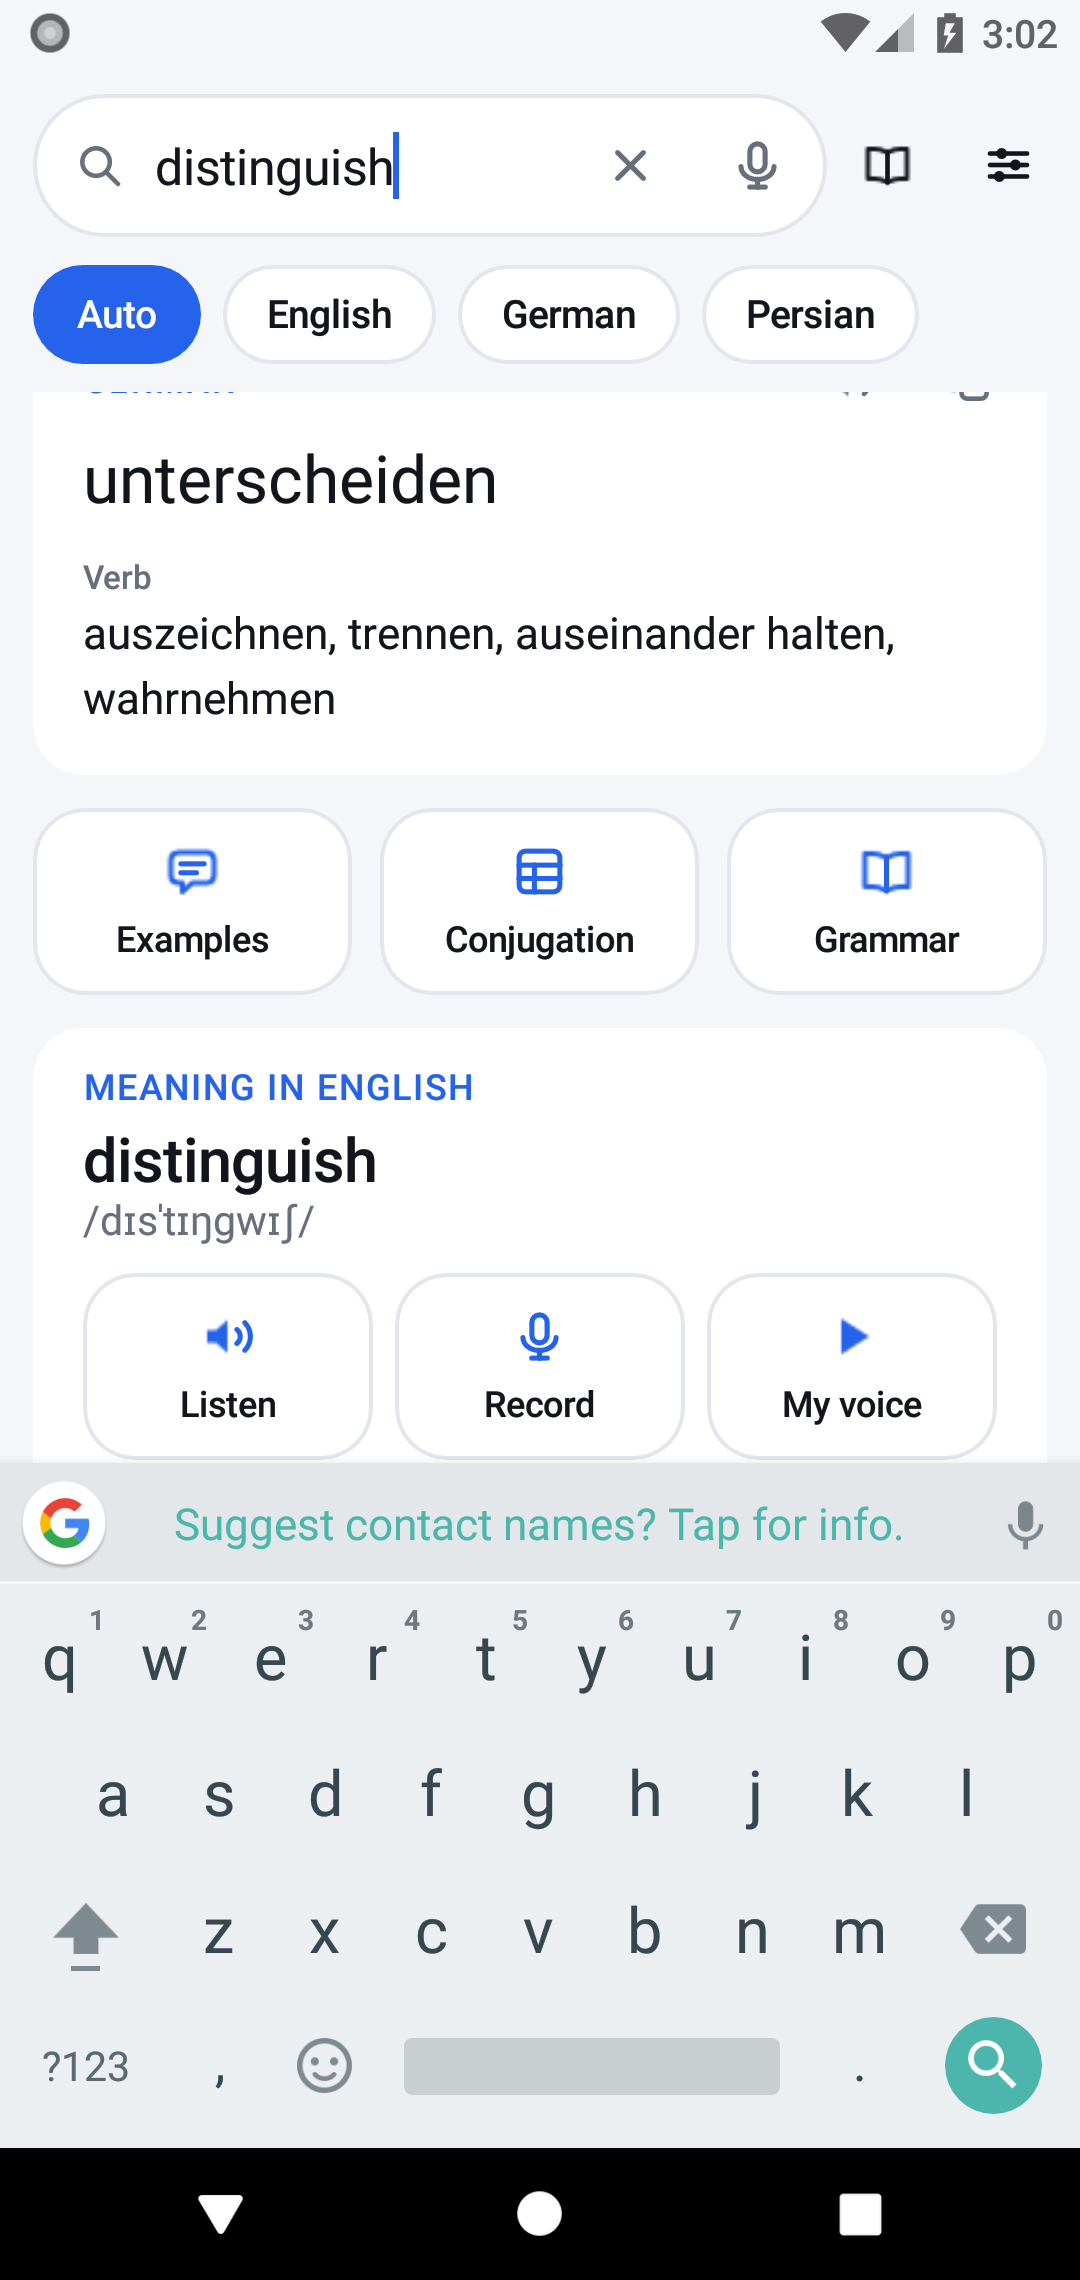 3:02
distinguish
Auto
English
German
Persian
unterscheiden
Verb
auszeichnen, trennen, auseinander halten,
wahrnehmen
Examples
Conjugation
Grammar
MEANING IN ENGLISH
distinguish
/dɪs'tɪŋgwɪʃ/
Listen
Record
My voice
Suggest contact names? Tap for info.
1 2 3 4 5 6 7 8 9 0
q w e r t y u i o p
a s d f g h j k l
z x c v b n m
?123 , .